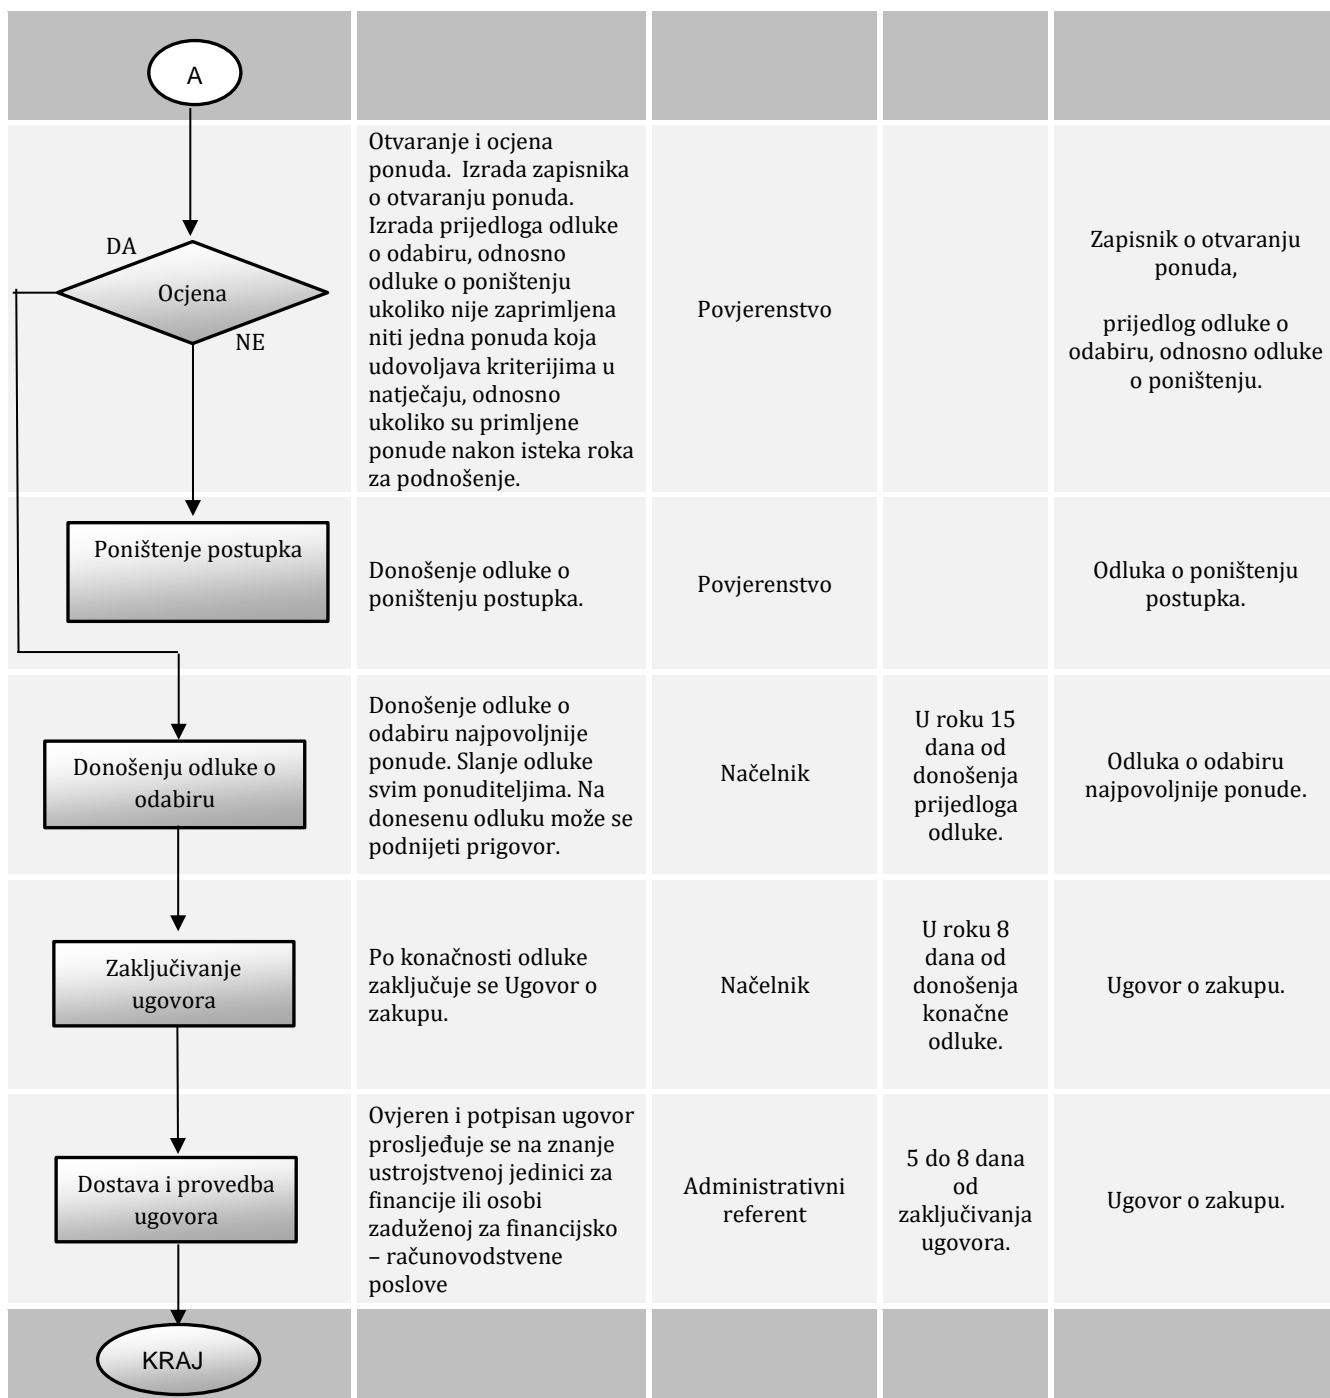 A
DA
Ocjena
NE
Otvaranje i ocjena
ponuda.  Izrada zapisnika
o otvaranju ponuda.
Izrada prijedloga odluke
o odabiru, odnosno
odluke o poništenju
ukoliko nije zaprimljena
niti jedna ponuda koja
udovoljava kriterijima u
natječaju, odnosno
ukoliko su primljene
ponude nakon isteka roka
za podnošenje.
Povjerenstvo
Zapisnik o otvaranju
ponuda,
prijedlog odluke o
odabiru, odnosno odluke
o poništenju.
Poništenje postupka
Donošenje odluke o
poništenju postupka.
Povjerenstvo
Odluka o poništenju
postupka.
Donošenju odluke o
odabiru
Donošenje odluke o
odabiru najpovoljnije
ponude. Slanje odluke
svim ponuditeljima. Na
donesenu odluku može se
podnijeti prigovor.
Načelnik
U roku 15
dana od
donošenja
prijedloga
odluke.
Odluka o odabiru
najpovoljnije ponude.
Zaključivanje
ugovora
Po konačnosti odluke
zaključuje se Ugovor o
zakupu.
Načelnik
U roku 8
dana od
donošenja
konačne
odluke.
Ugovor o zakupu.
Dostava i provedba
ugovora
Ovjeren i potpisan ugovor
prosljeđuje se na znanje
ustrojstvenoj jedinici za
financije ili osobi
zaduženoj za financijsko
– računovodstvene
poslove
Administrativni
referent
5 do 8 dana
od
zaključivanja
ugovora.
Ugovor o zakupu.
KRAJ